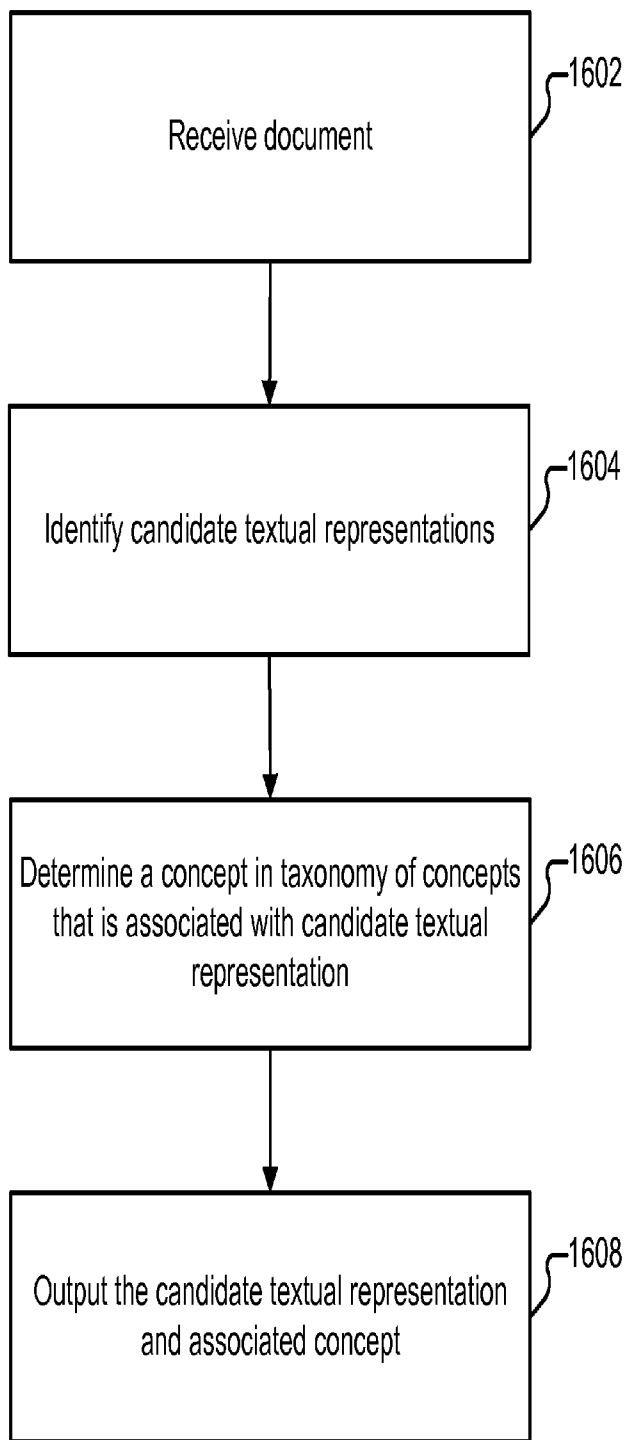 Receive document
1602
Identify candidate textual representations
1604
Determine a concept in taxonomy of concepts
that is associated with candidate textual
representation
1606
Output the candidate textual representation
and associated concept
1608